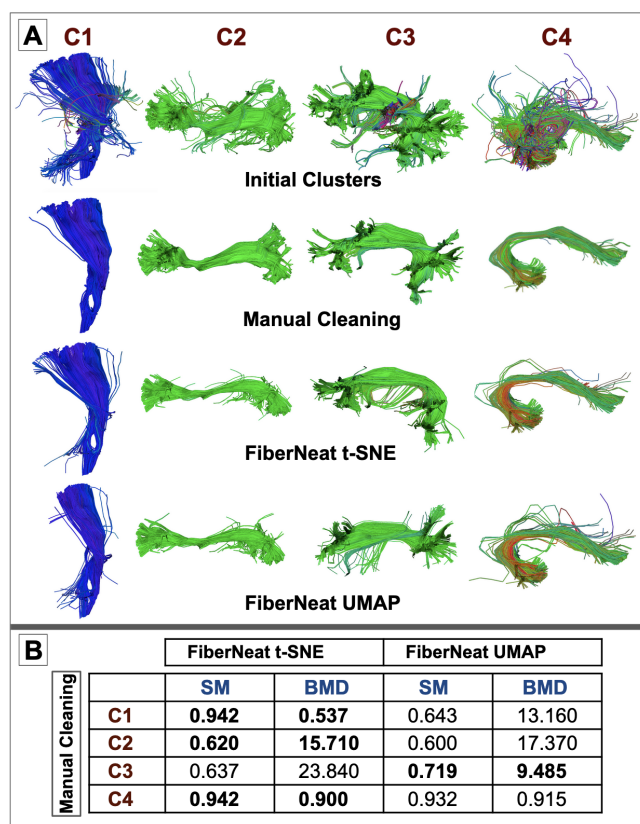 A
C1 C2 C3 C4
Initial Clusters
Manual Cleaning
FiberNeat t-SNE
FiberNeat UMAP
B
FiberNeat t-SNE FiberNeat UMAP
Manual Cleaning
SM BMD SM BMD
C1 0.942 0.537 0.643 13.160
C2 0.620 15.710 0.600 17.370
C3 0.637 23.840 0.719 9.485
C4 0.942 0.900 0.932 0.915